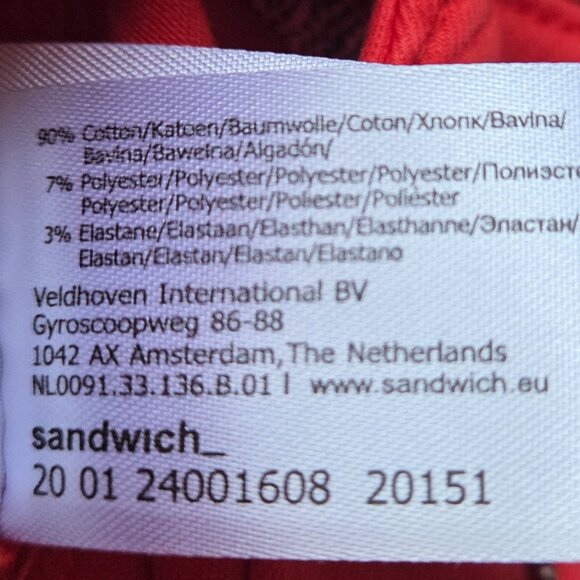 90% Cotton/Katoen/Baumwolle/Coton/Хлопк/Bavlna/
Bavlna/Bawełna/Algadón/
7% Polyester/Polyester/Polyester/Polyester/Полиэсте
Polyester/Polyester/Poliester/Poliéster
3% Elastane/Elastaan/Elasthan/Elasthanne/Эластан/
Elastan/Elastan/Elastan/Elastano
Veldhoven International BV
Gyroscoopweg 86-88
1042 AX Amsterdam, The Netherlands
NL0091.33.136.B.01 I www.sandwich.eu
sandwich_
20 01 24001608 20151